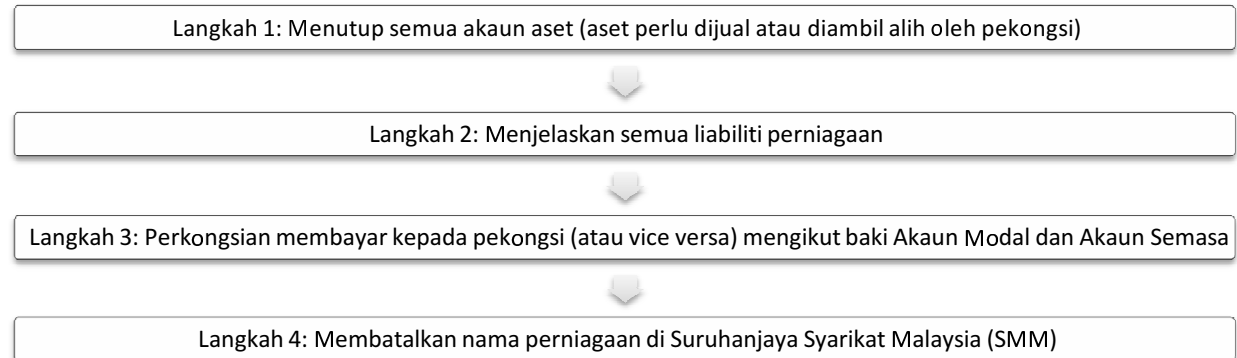 Langkah 1: Menutup semua akaun aset (aset perlu dijual atau diambil alih oleh pekongsi)
Langkah 2: Menjelaskan semua liabiliti perniagaan
Langkah 3: Perkongsian membayar kepada pekongsi (atau vice versa) mengikut baki Akaun Modal dan Akaun Semasa
Langkah 4: Membatalkan nama perniagaan di Suruhanjaya Syarikat Malaysia (SMM)